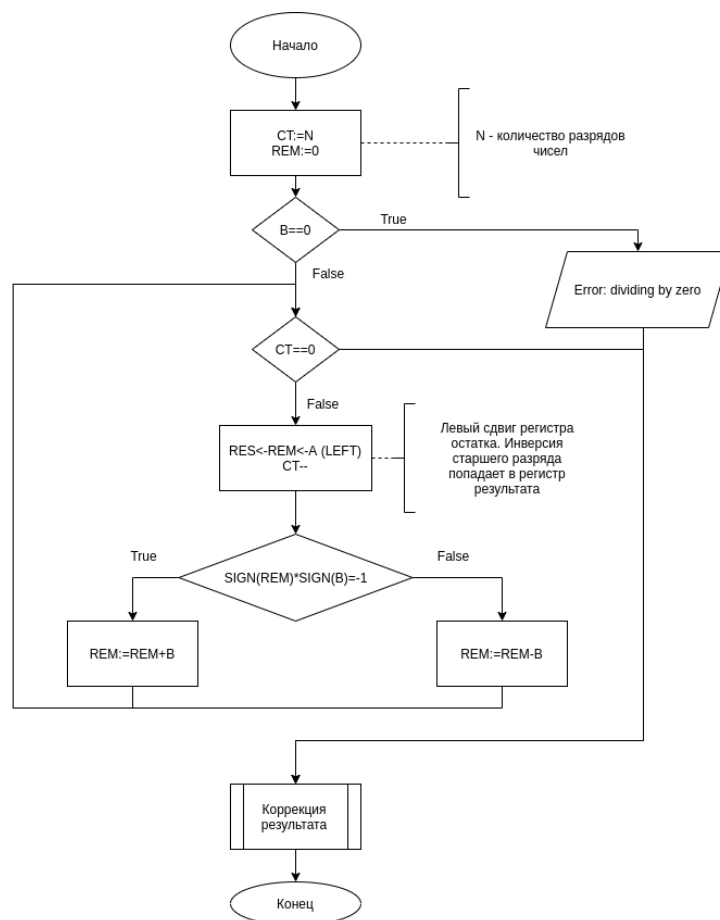 Начало
CT:=N
REM:=0
N - количество разрядов
чисел
B==0
True
False
Error: dividing by zero
CT==0
False
RES<-REM<-A (LEFT)
CT--
Левый сдвиг регистра
остатка. Инверсия
старшего разряда
попадает в регистр
результата
True
SIGN(REM)*SIGN(B)=-1
False
REM:=REM+B
REM:=REM-B
Коррекция
результата
Конец